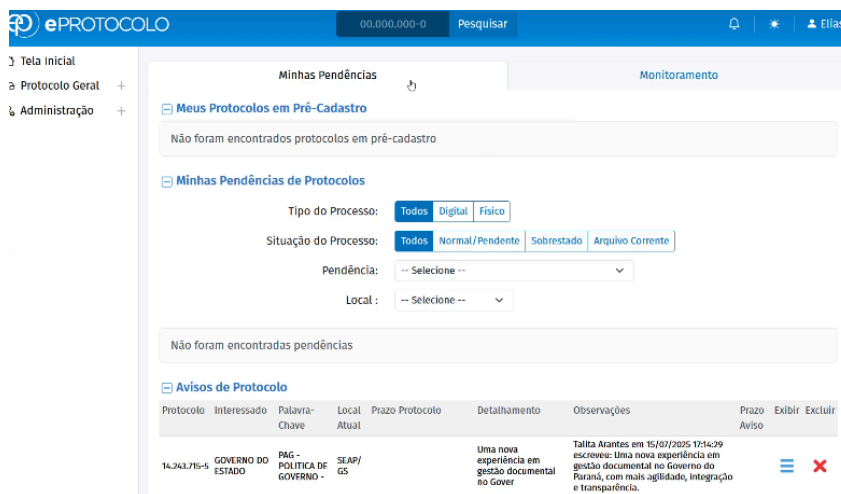 ep ePROTOCOLO 00.000.000-0 Pesquisar Elias
Tela Inicial
Protocolo Geral +
Administração +
Minhas Pendências Monitoramento
Meus Protocolos em Pré-Cadastro
Não foram encontrados protocolos em pré-cadastro
Minhas Pendências de Protocolos
Tipo do Processo: Todos Digital Físico
Situação do Processo: Todos Normal/Pendente Sobrestado Arquivo Corrente
Pendência: -- Selecione --
Local : -- Selecione --
Não foram encontradas pendências
Avisos de Protocolo
Protocolo Interessado Palavra-Chave Local Atual Prazo Protocolo Detalhamento Observações Prazo Aviso Exibir Excluir
14.243.715-5
GOVERNO DO
ESTADO
PAG -
POLITICA DE
GOVERNO -
SEAP/
GS
Uma nova
experiência em
gestão documental
no Gover
Talita Arantes em 15/07/2025 17:14:29
escreveu: Uma nova experiência em
gestão documental no Governo do
Paraná, com mais agilidade, integração
e transparência.